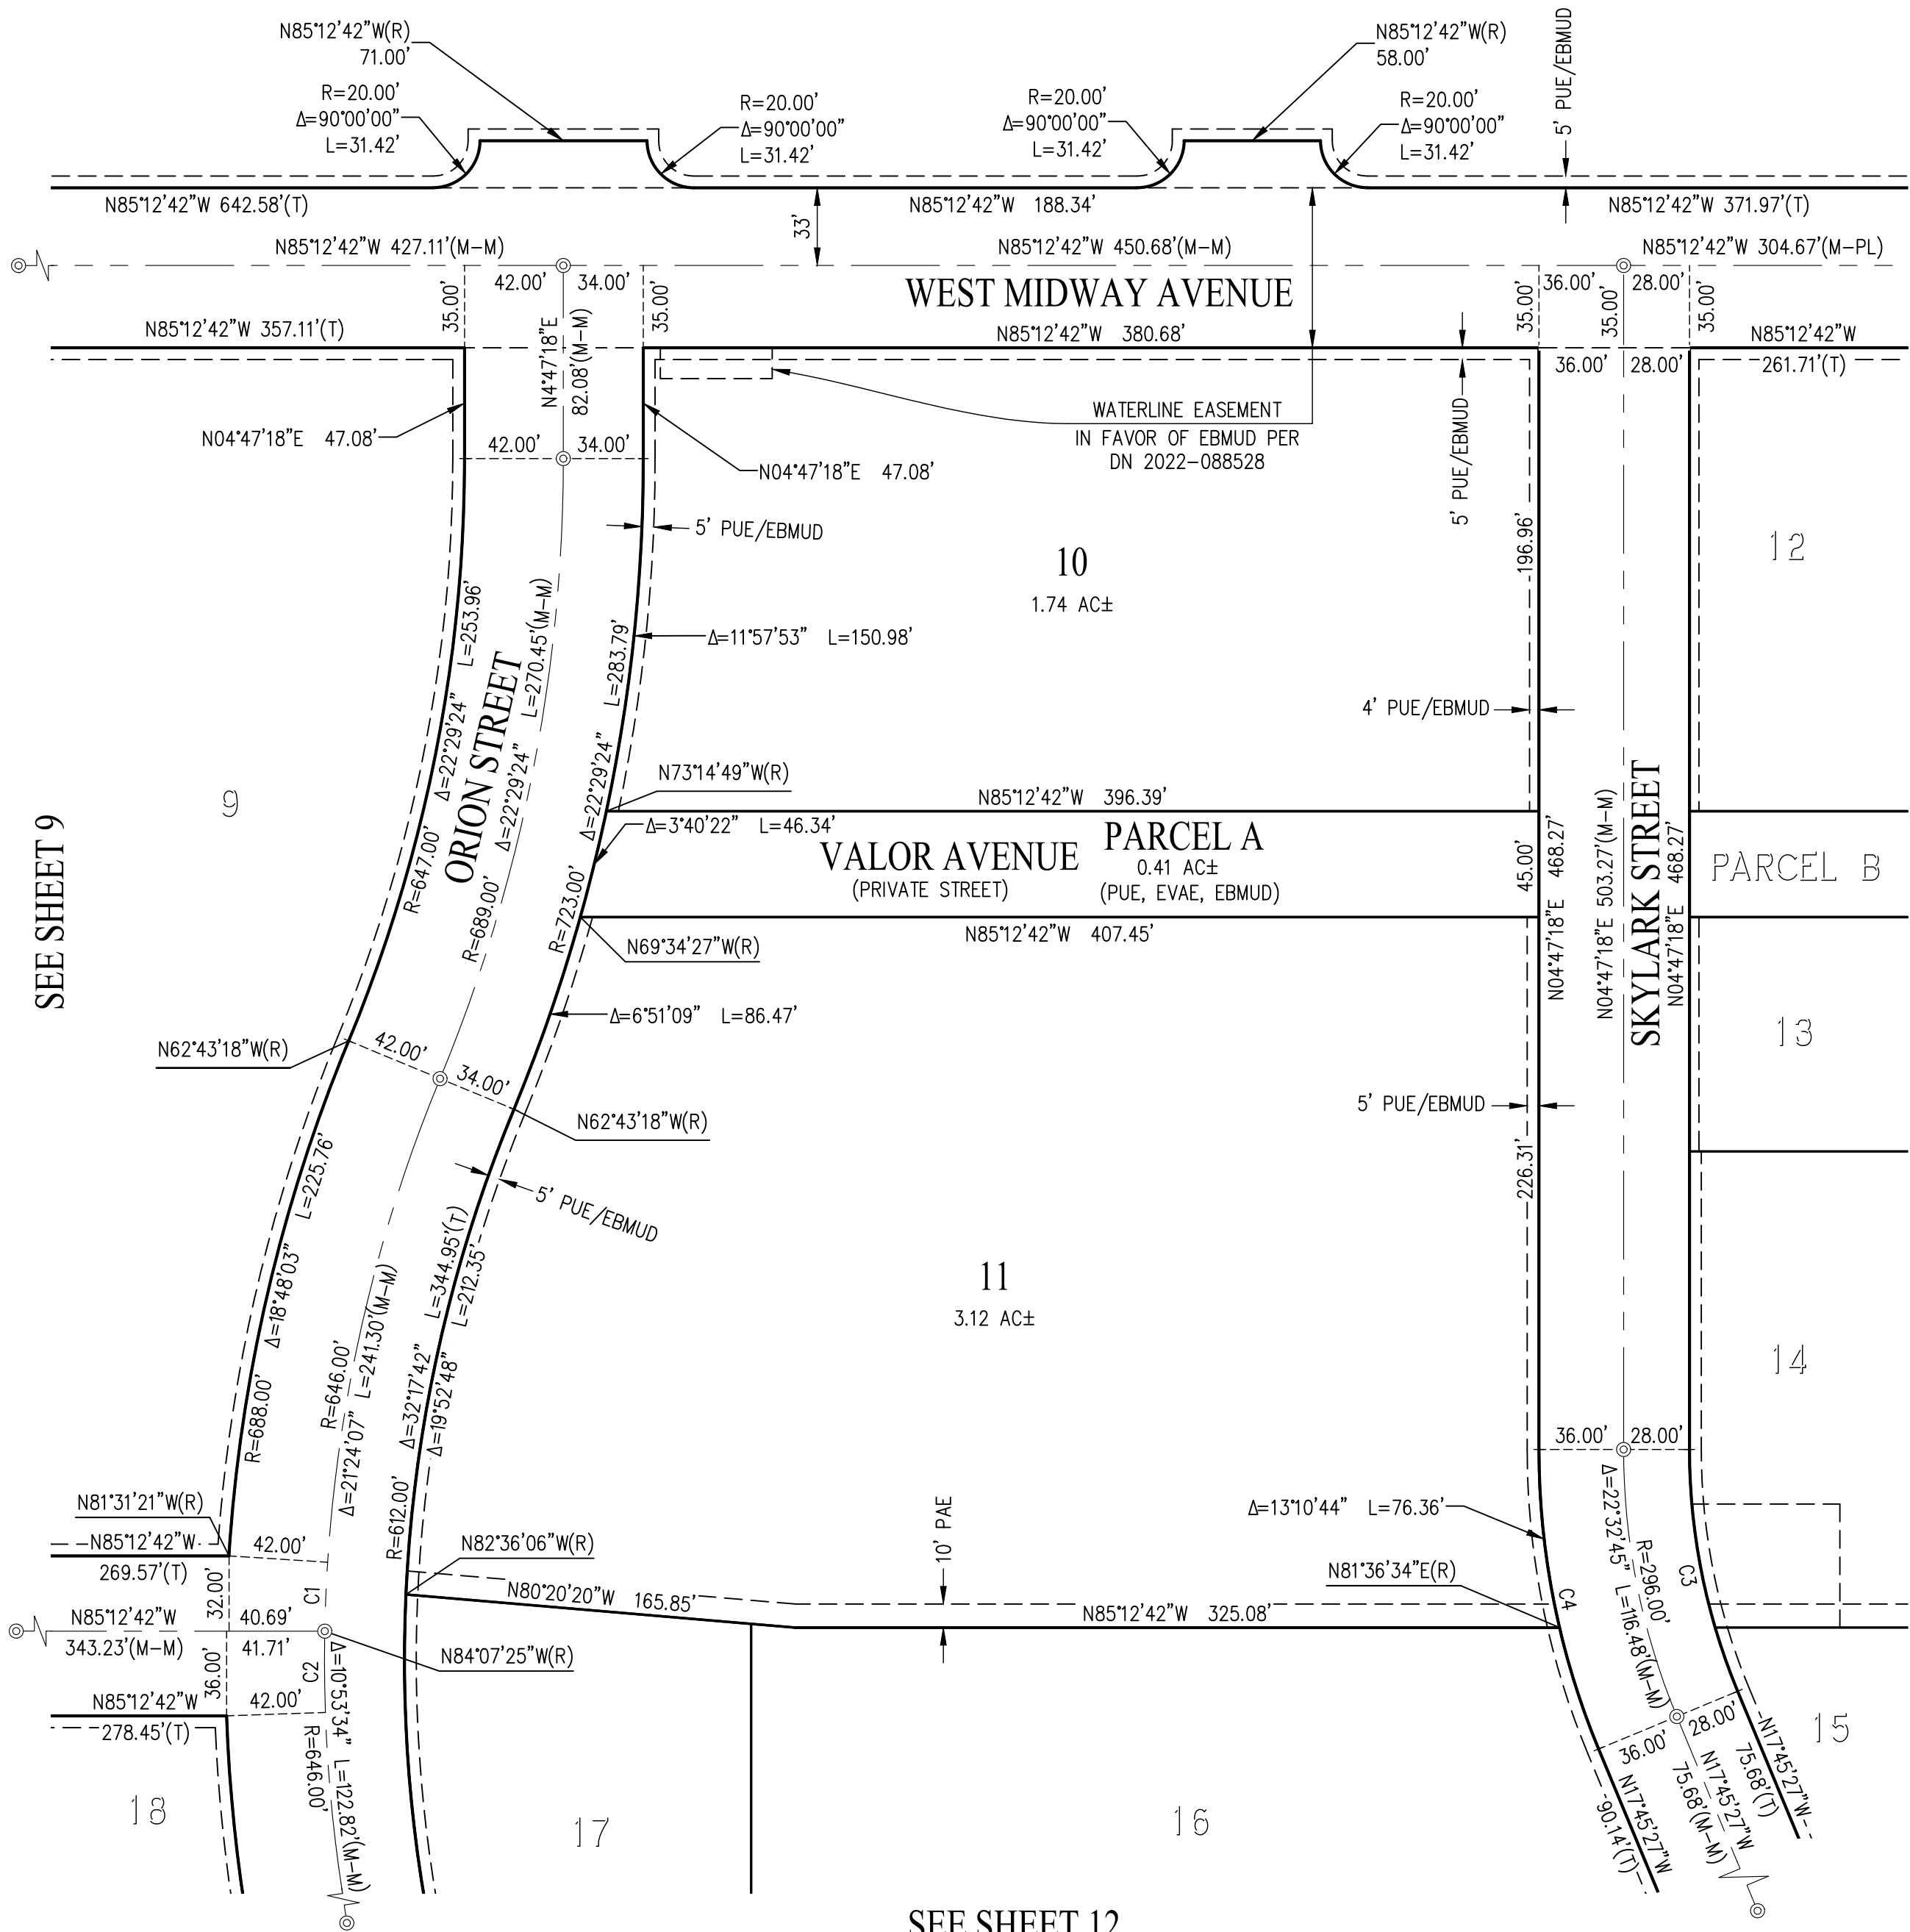 N85°12'42"W(R)
71.00'
N85°12'42"W(R)
58.00'
5' PUE/EBMUD
R=20.00'
Δ=90°00'00"
L=31.42'
R=20.00'
Δ=90°00'00"
L=31.42'
R=20.00'
Δ=90°00'00"
L=31.42'
R=20.00'
Δ=90°00'00"
L=31.42'
N85°12'42"W 642.58'(T)
N85°12'42"W 188.34'
N85°12'42"W 371.97'(T)
33'
N85°12'42"W 427.11'(M-M)
N85°12'42"W 450.68'(M-M)
N85°12'42"W 304.67'(M-PL)
42.00' 34.00'
36.00' 28.00'
WEST MIDWAY AVENUE
35.00'
35.00'
35.00'
35.00'
35.00'
N85°12'42"W 357.11'(T)
N85°12'42"W 380.68'
N85°12'42"W
261.71'(T)
36.00' 28.00'
N4°47'18"E
82.08'(M-M)
N04°47'18"E 47.08'
42.00' 34.00'
N04°47'18"E 47.08'
WATERLINE EASEMENT
IN FAVOR OF EBMUD PER
DN 2022-088528
5' PUE/EBMUD
5' PUE/EBMUD
10
1.74 AC±
196.96'
12
L=253.96'
Δ=22°29'24"
R=647.00'
ORION STREET
L=270.45'(M-M)
Δ=22°29'24"
R=689.00'
L=283.79'
Δ=22°29'24"
R=723.00'
Δ=11°57'53" L=150.98'
4' PUE/EBMUD
N73°14'49"W(R)
N85°12'42"W 396.39'
9
SEE SHEET 9
Δ=3°40'22" L=46.34'
VALOR AVENUE
(PRIVATE STREET)
PARCEL A
0.41 AC±
(PUE, EVAE, EBMUD)
45.00'
N04°47'18"E 468.27'
N04°47'18"E 503.27'(M-M)
SKYLARK STREET
N04°47'18"E 468.27'
PARCEL B
N69°34'27"W(R)
N85°12'42"W 407.45'
Δ=6°51'09" L=86.47'
13
N62°43'18"W(R)
42.00'
34.00'
N62°43'18"W(R)
5' PUE/EBMUD
226.31'
5' PUE/EBMUD
L=225.76'
Δ=18°48'03"
R=688.00'
R=646.00'
Δ=21°24'07" L=241.30'(M-M)
L=344.95'(T)
L=212.35'
Δ=32°17'42"
Δ=19°52'48"
R=612.00'
11
3.12 AC±
14
36.00' 28.00'
N81°31'21"W(R)
N85°12'42"W
269.57'(T)
42.00'
32.00'
C1
N82°36'06"W(R)
N80°20'20"W 165.85'
10' PAE
N85°12'42"W 325.08'
Δ=13°10'44" L=76.36'
N81°36'34"E(R)
C4
Δ=22°32'45" L=116.48'(M-M)
R=296.00'
C3
N85°12'42"W
343.23'(M-M)
40.69'
41.71'
N84°07'25"W(R)
36.00'
C2
N85°12'42"W
278.45'(T)
42.00'
Δ=10°53'34" L=122.82'(M-M)
R=646.00'
36.00'
28.00'
N17°45'27"W
75.68'(T)
N17°45'27"W
75.68'(M-M)
N17°45'27"W
90.14'(T)
15
18
17
16
SEE SHEET 12